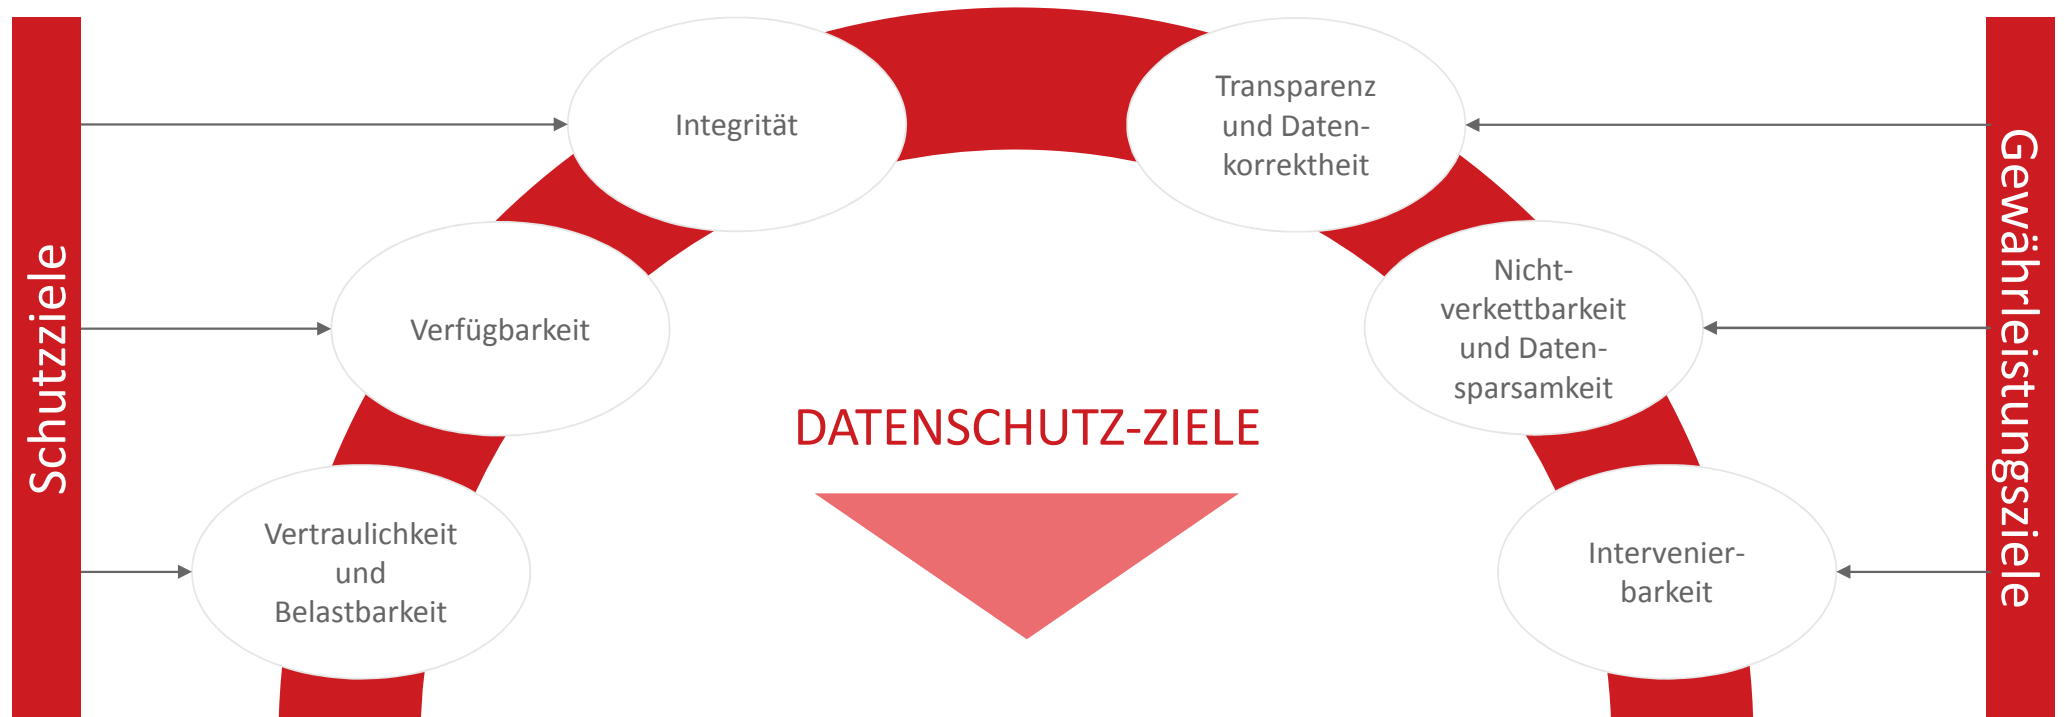 Schutzziele
Integrität
Verfügbarkeit
Vertraulichkeit
und
Belastbarkeit
DATENSCHUTZ-ZIELE
Transparenz
und Daten-
korrektheit
Nicht-
verkettbarkeit
und Daten-
sparsamkeit
Intervenier-
barkeit
Gewährleistungsziele